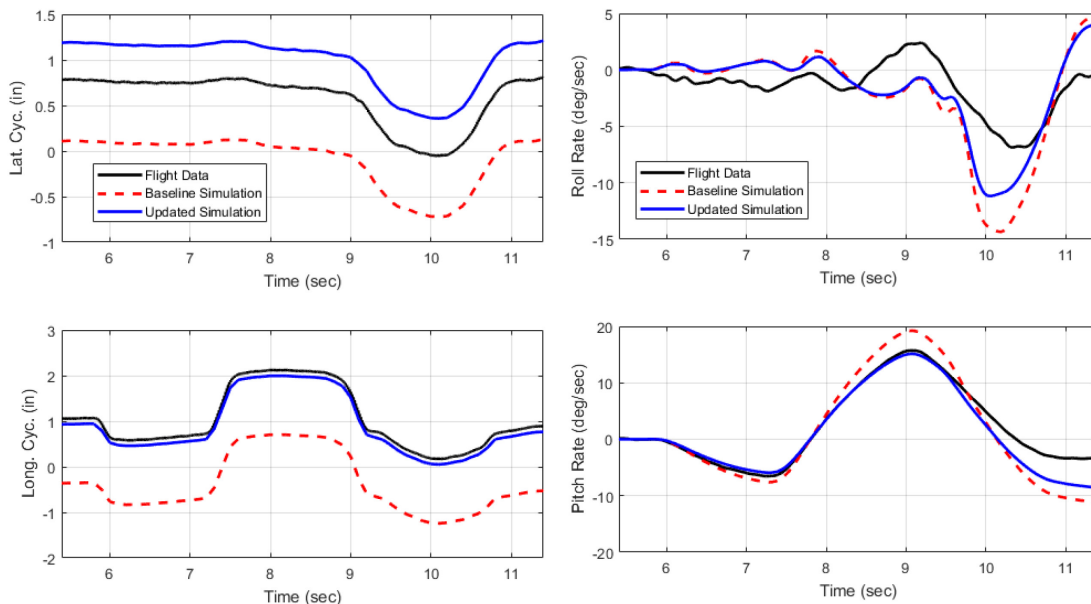 1.5
1
0.5
0
-0.5
-1
Lat. Cyc. (in)
Flight Data
Baseline Simulation
Updated Simulation
6 7 8 9 10 11
Time (sec)
5
0
-5
-10
-15
Roll Rate (deg/sec)
Flight Data
Baseline Simulation
Updated Simulation
6 7 8 9 10 11
Time (sec)
3
2
1
0
-1
-2
Long. Cyc. (in)
6 7 8 9 10 11
Time (sec)
20
10
0
-10
-20
Pitch Rate (deg/sec)
6 7 8 9 10 11
Time (sec)